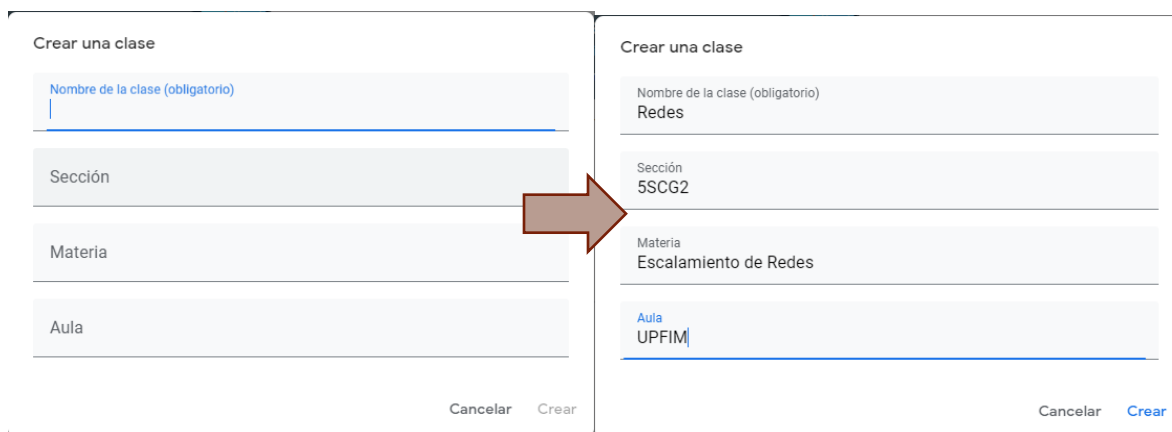 Crear una clase
Nombre de la clase (obligatorio)
Sección
Materia
Aula
Cancelar Crear
Crear una clase
Nombre de la clase (obligatorio)
Redes
Sección
5SCG2
Materia
Escalamiento de Redes
Aula
UPFIM
Cancelar Crear